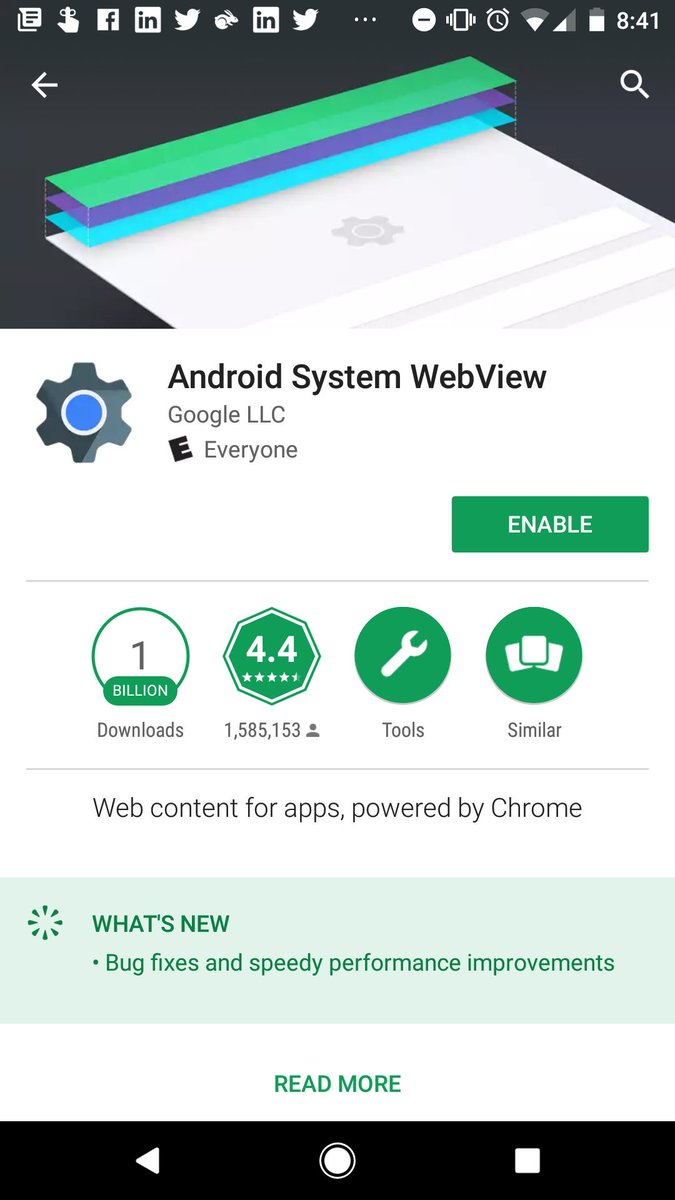 8:41
Android System WebView
Google LLC
E Everyone
ENABLE
1
BILLION
Downloads
4.4
1,585,153
Tools
Similar
Web content for apps, powered by Chrome
WHAT'S NEW
• Bug fixes and speedy performance improvements
READ MORE